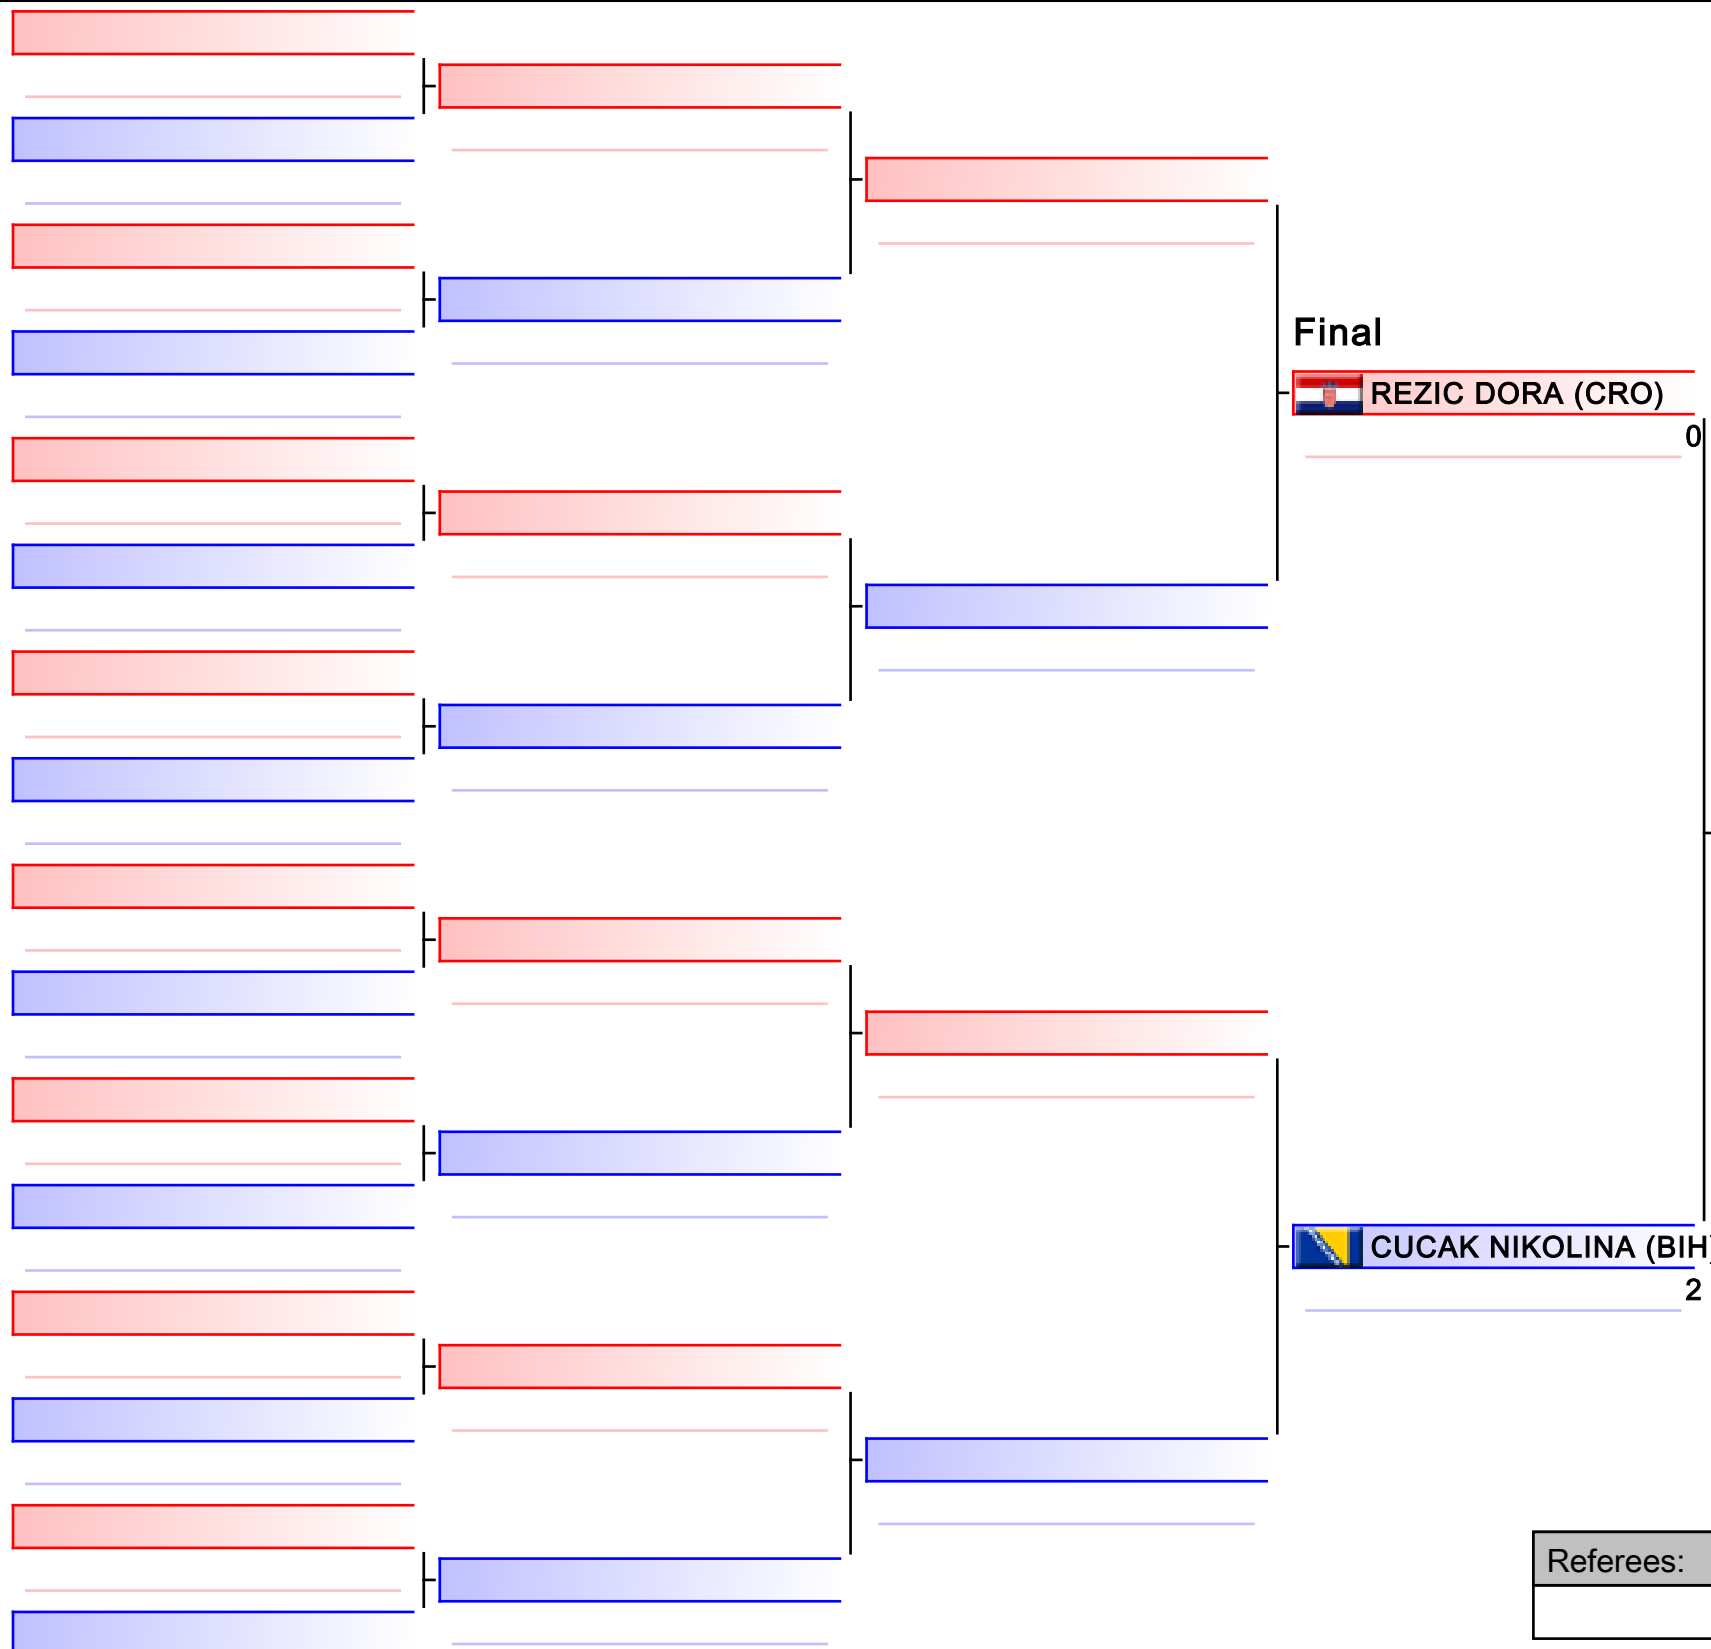 Final
REZIC DORA (CRO)
0
CUCAK NIKOLINA (BIH)
2
Referees: